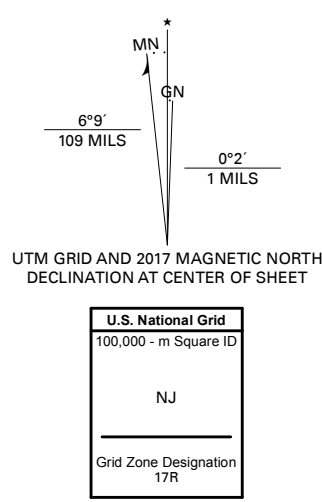 MN
GN
6°9´
109 MILS
0°2´
1 MILS
UTM GRID AND 2017 MAGNETIC NORTH
DECLINATION AT CENTER OF SHEET
U.S. National Grid
100,000 - m Square ID
NJ
Grid Zone Designation
17R